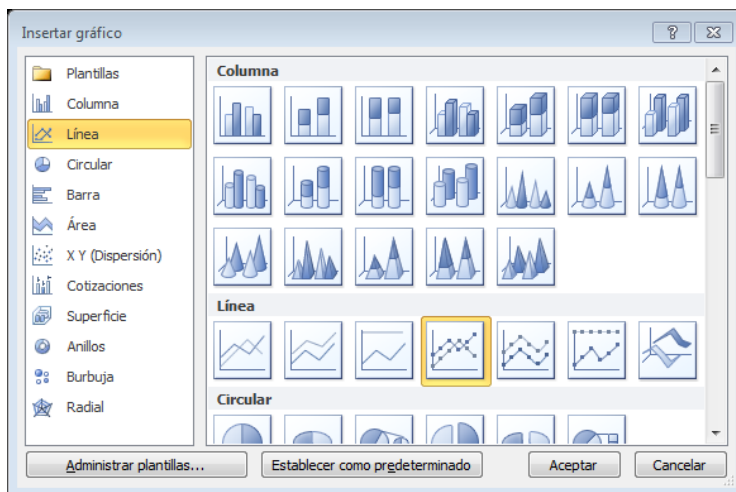 Insertar gráfico
Plantillas
Columna
Línea
Circular
Barra
Área
X Y (Dispersión)
Cotizaciones
Superficie
Anillos
Burbuja
Radial
Columna
Línea
Circular
Administrar plantillas...
Establecer como predeterminado
Aceptar
Cancelar